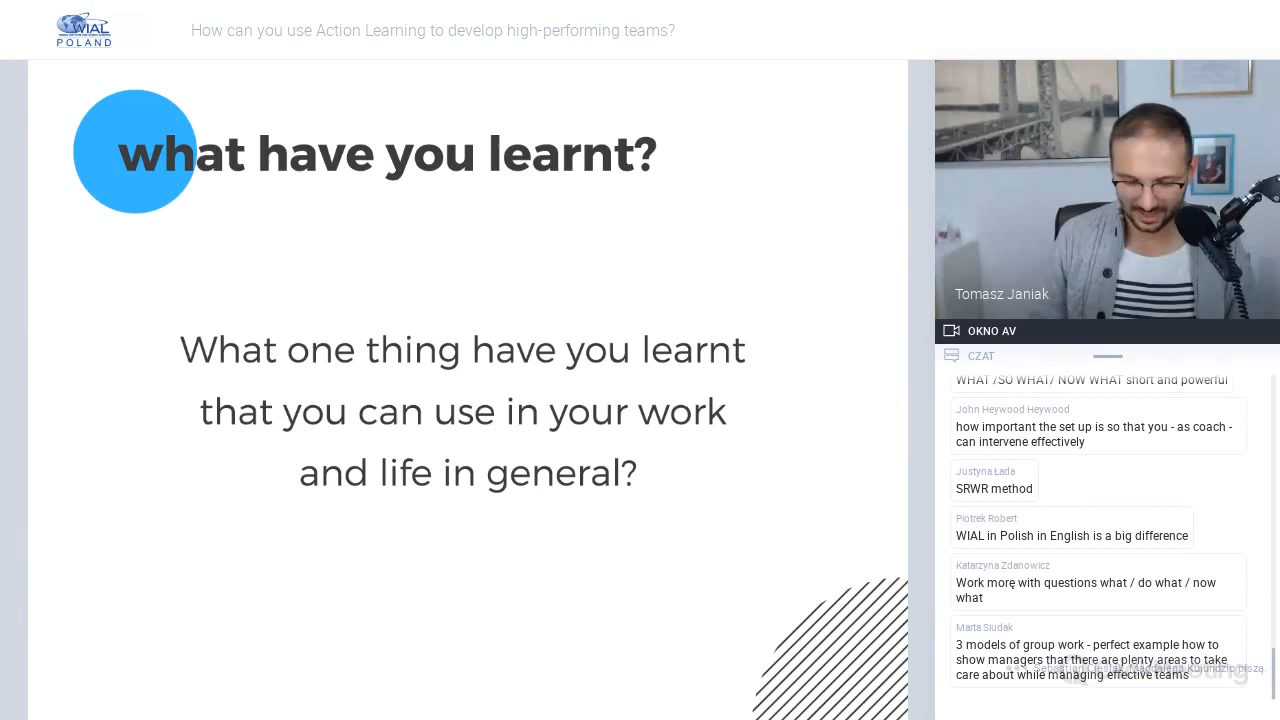 WIAL
POLAND
How can you use Action Learning to develop high-performing teams?
what have you learnt?
What one thing have you learnt
that you can use in your work
and life in general?
Tomasz Janiak
OKNO AV
CZAT
WHAT /SO WHAT/ NOW WHAT short and powerful
John Heywood Heywood
how important the set up is so that you - as coach -
can intervene effectively
Justyna Łada
SRWR method
Piotrek Robert
WIAL in Polish in English is a big difference
Katarzyna Zdanowicz
Work morę with questions what / do what / now
what
Marta Siudak
3 models of group work - perfect example how to
show managers that there are plenty areas to take
care about while managing effective teams